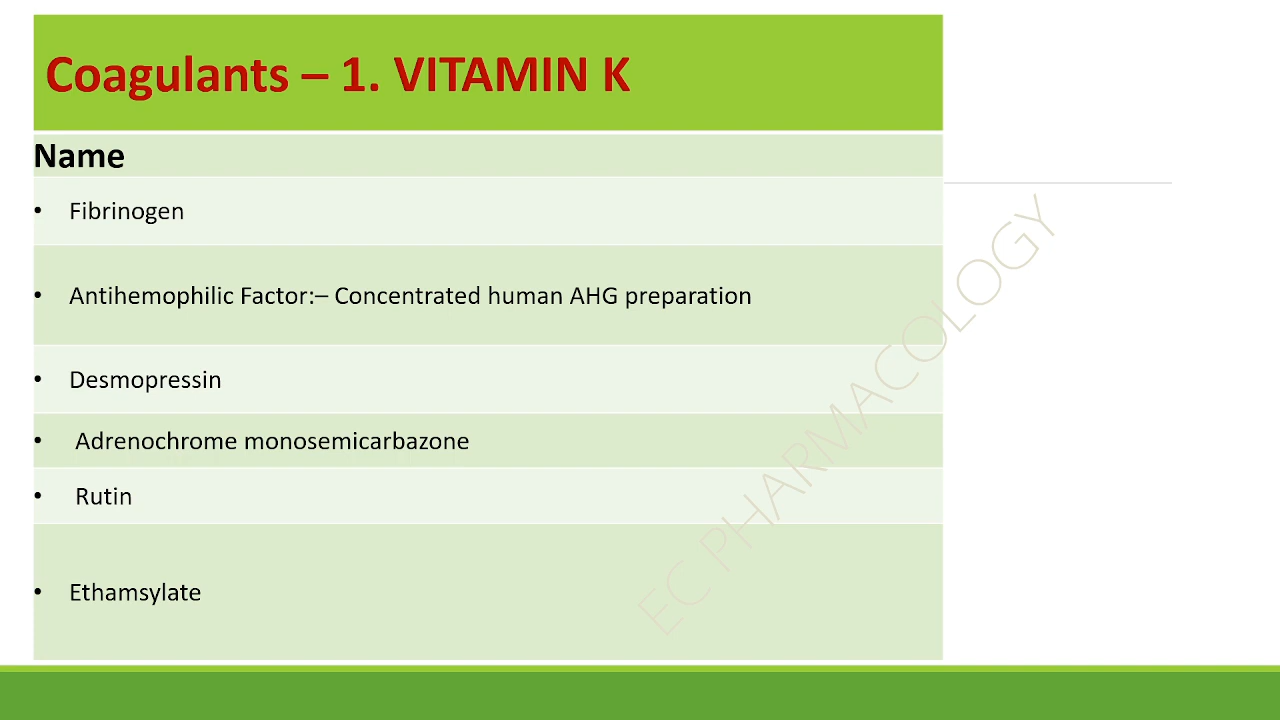 Coagulants – 1. VITAMIN K
Name
• Fibrinogen
• Antihemophilic Factor:– Concentrated human AHG preparation
• Desmopressin
• Adrenochrome monosemicarbazone
• Rutin
• Ethamsylate
EC PHARMACOLOGY